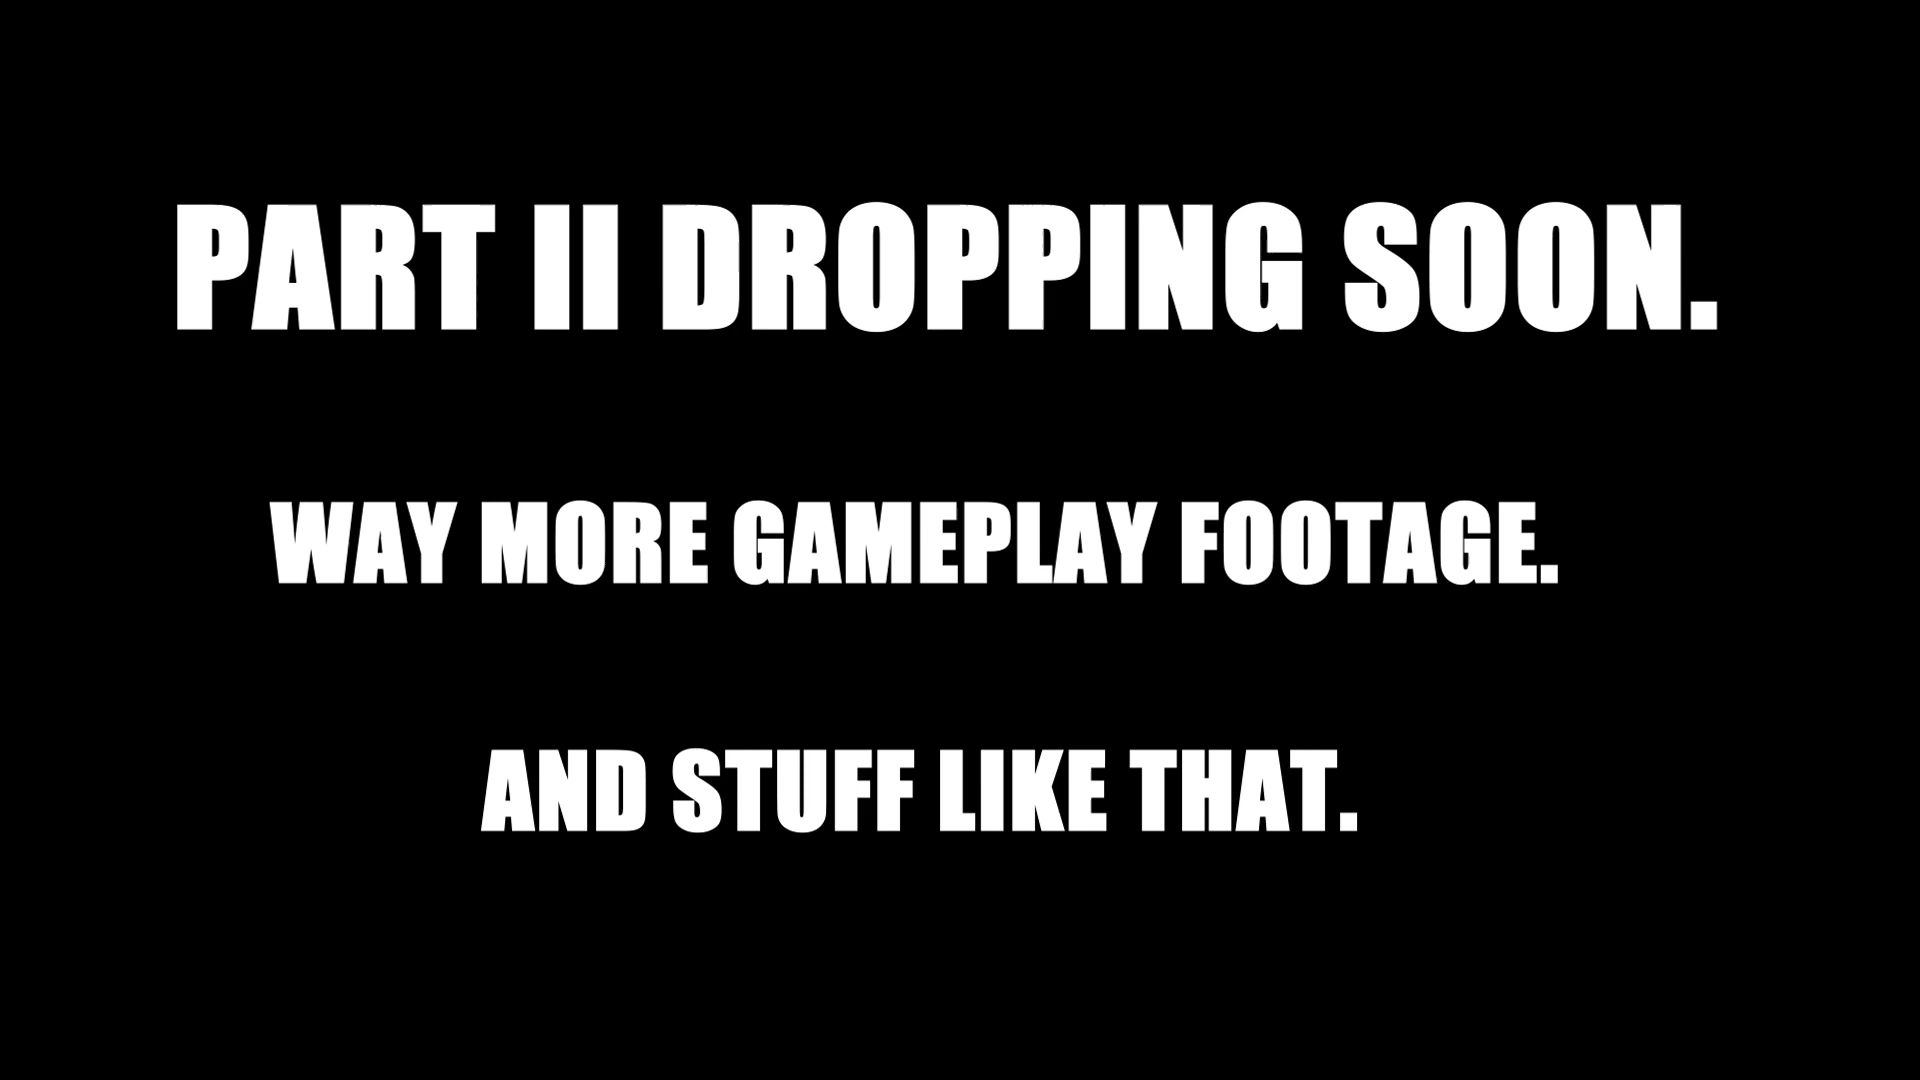 PART II DROPPING SOON.
WAY MORE GAMEPLAY FOOTAGE.
AND STUFF LIKE THAT.